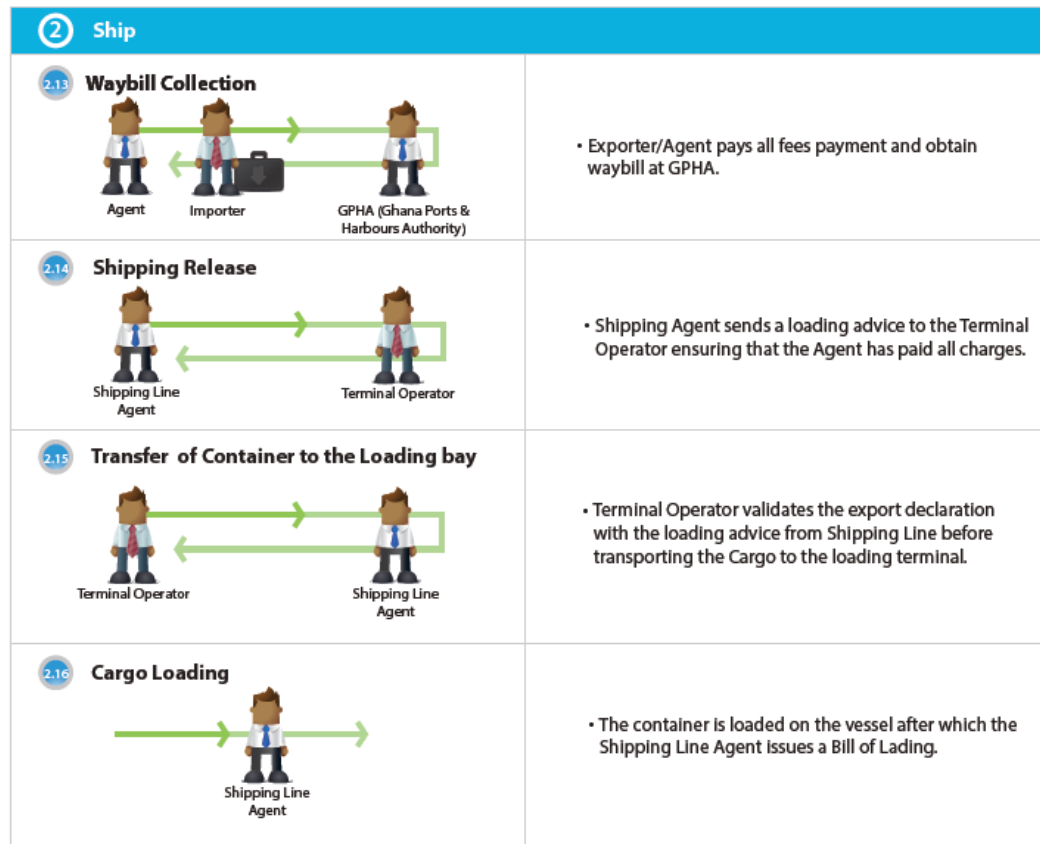 2 Ship
2.13 Waybill Collection
Agent
Importer
GPHA (Ghana Ports &
Harbours Authority)
• Exporter/Agent pays all fees payment and obtain
waybill at GPHA.
2.14 Shipping Release
Shipping Line
Agent
Terminal Operator
• Shipping Agent sends a loading advice to the Terminal
Operator ensuring that the Agent has paid all charges.
2.15 Transfer of Container to the Loading bay
Terminal Operator
Shipping Line
Agent
• Terminal Operator validates the export declaration
with the loading advice from Shipping Line before
transporting the Cargo to the loading terminal.
2.16 Cargo Loading
Shipping Line
Agent
• The container is loaded on the vessel after which the
Shipping Line Agent issues a Bill of Lading.